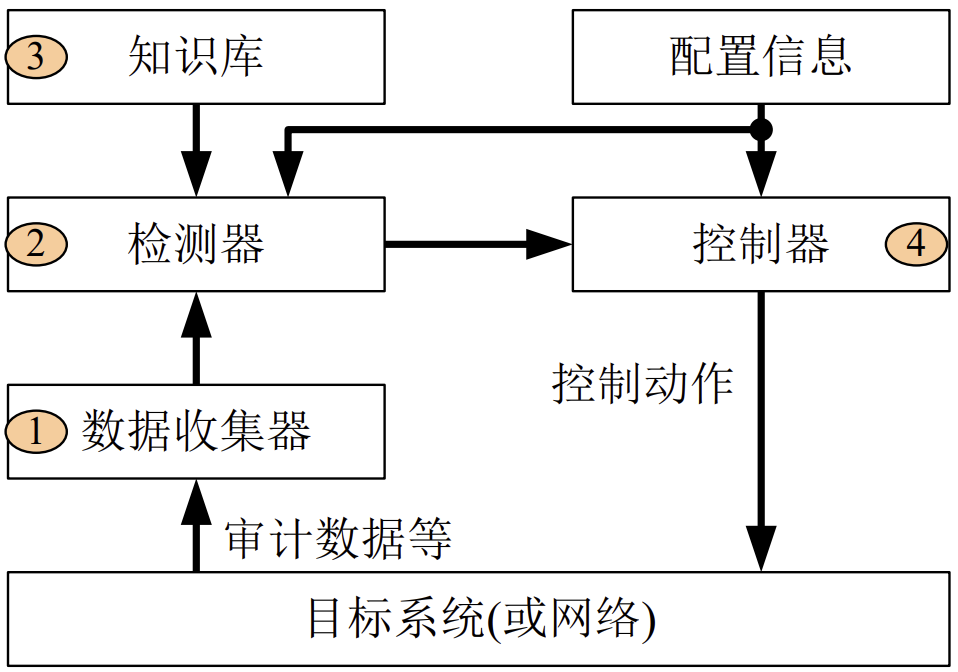 3 知识库
配置信息
2 检测器
控制器 4
控制动作
1 数据收集器
审计数据等
目标系统(或网络)